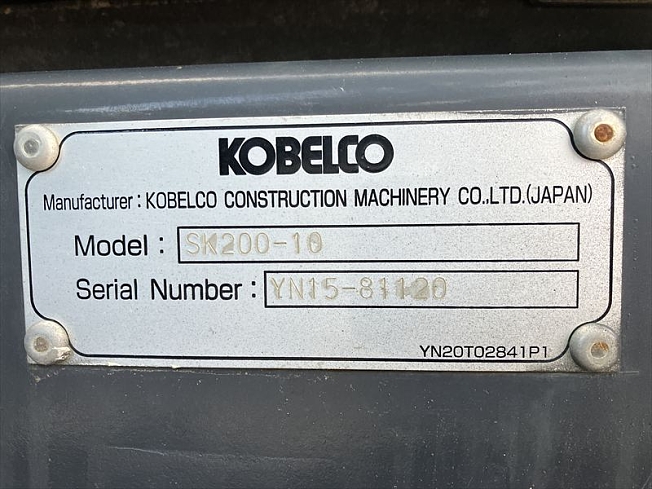 KOBELCO
Manufacturer : KOBELCO CONSTRUCTION MACHINERY CO.,LTD.(JAPAN)
Model : SK200-10
Serial Number : YN15-81120
YN20T02841P1